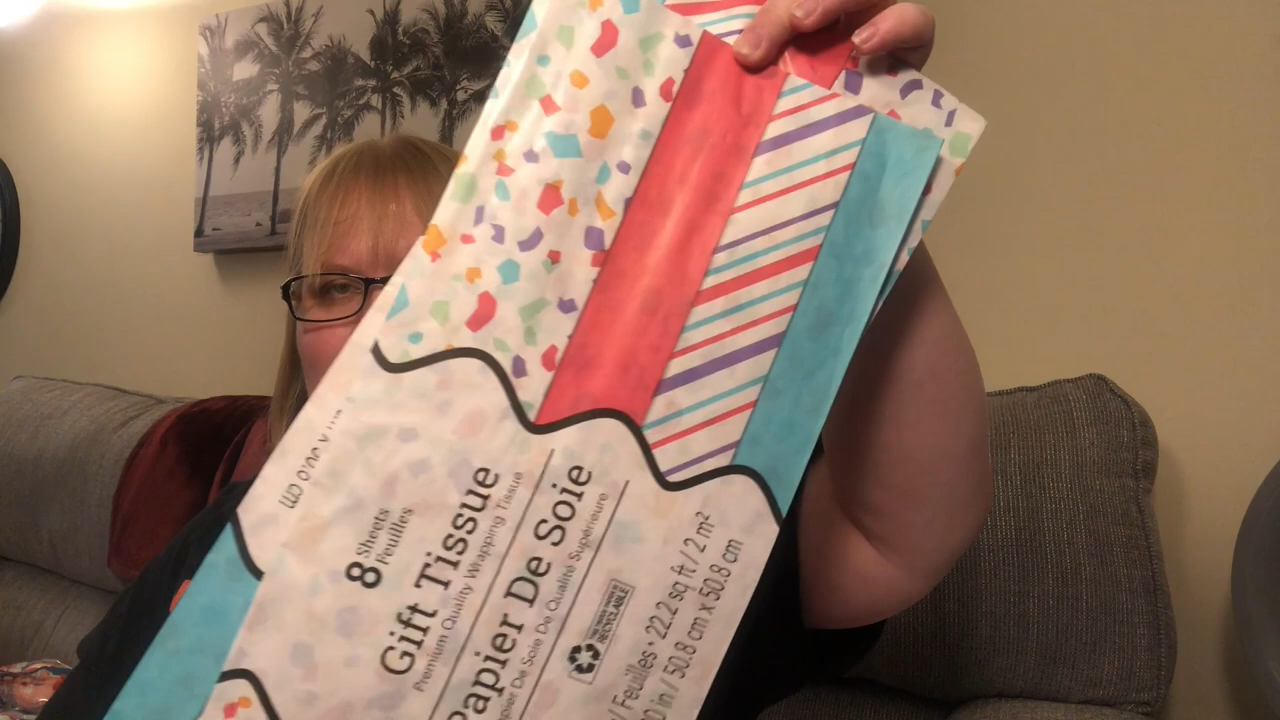 8 Sheets
Feuilles
Gift Tissue
Premium Quality Wrapping Tissue
Papier De Soie
De Soie De Qualité Supérieure
RECYCLABLE
/ Feuilles • 22.2 sq ft / 2 m²
in / 50.8 cm x 50.8 cm